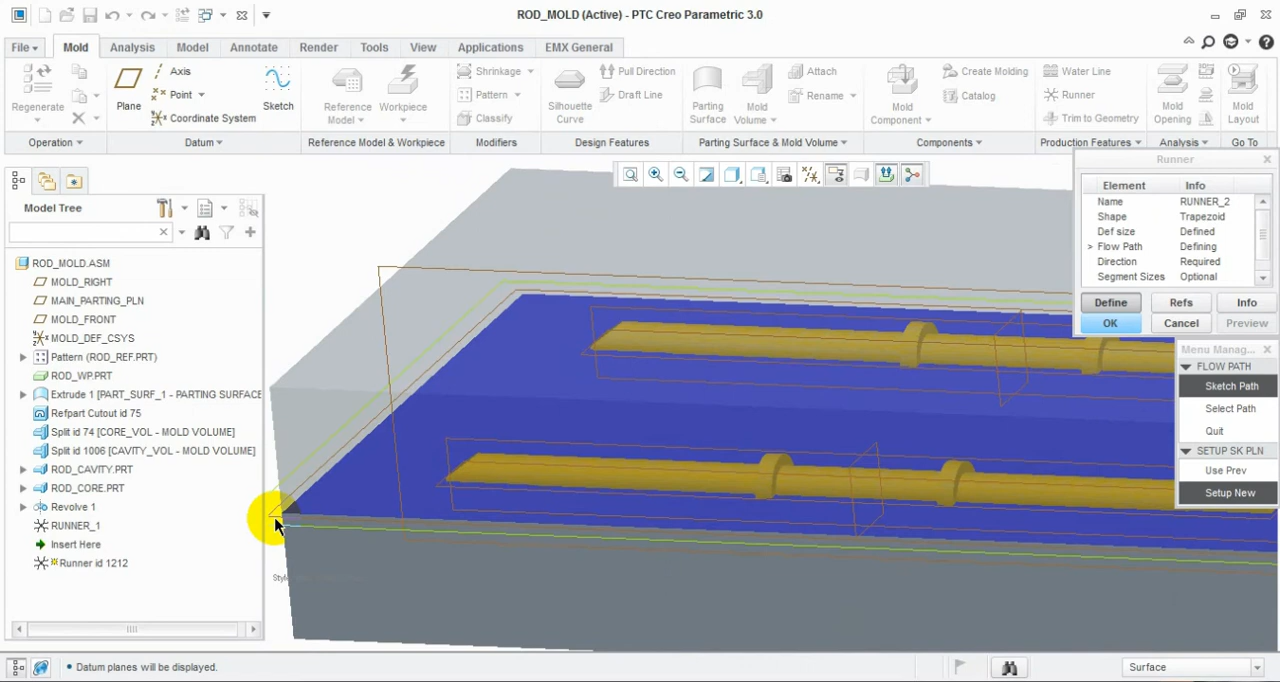 ROD_MOLD (Active) - PTC Creo Parametric 3.0
File Mold Analysis Model Annotate Render Tools View Applications EMX General
Regenerate
Plane
Axis
Point
Coordinate System
Sketch
Reference Model
Workpiece
Shrinkage
Pattern
Classify
Silhouette Curve
Pull Direction
Draft Line
Parting Surface
Mold Volume
Attach
Rename
Mold Component
Create Molding
Catalog
Water Line
Runner
Trim to Geometry
Mold Opening
Mold Layout
Operation Datum Reference Model & Workpiece Modifiers Design Features Parting Surface & Mold Volume Components Production Features Analysis Go To
Model Tree
ROD_MOLD.ASM
MOLD_RIGHT
MAIN_PARTING_PLN
MOLD_FRONT
MOLD_DEF_CSYS
Pattern (ROD_REF.PRT)
ROD_WP.PRT
Extrude 1 [PART_SURF_1 - PARTING SURFACE
Refpart Cutout id 75
Split id 74 [CORE_VOL - MOLD VOLUME]
Split id 1006 [CAVITY_VOL - MOLD VOLUME]
ROD_CAVITY.PRT
ROD_CORE.PRT
Revolve 1
RUNNER_1
Insert Here
Runner id 1212
Runner
Element Info
Name RUNNER_2
Shape Trapezoid
Def size Defined
> Flow Path Defining
Direction Required
Segment Sizes Optional
Define Refs Info
OK Cancel Preview
Menu Manag...
FLOW PATH
Sketch Path
Select Path
Quit
SETUP SK PLN
Use Prev
Setup New
Datum planes will be displayed.
Surface